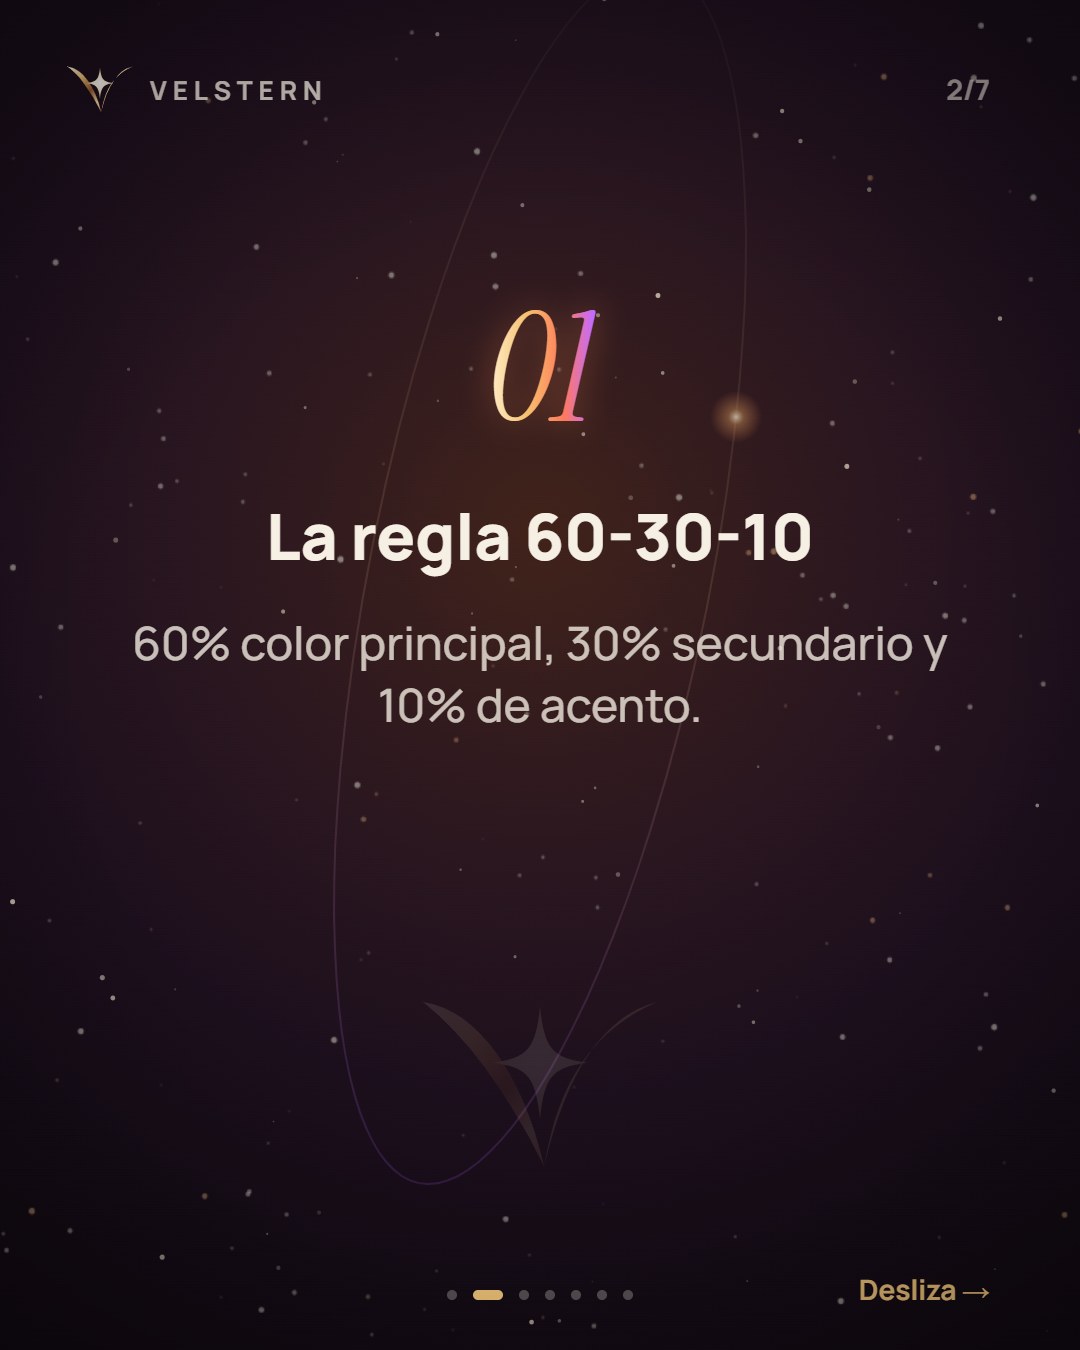 VELSTERN
2/7
01
La regla 60-30-10
60% color principal, 30% secundario y
10% de acento.
Desliza→